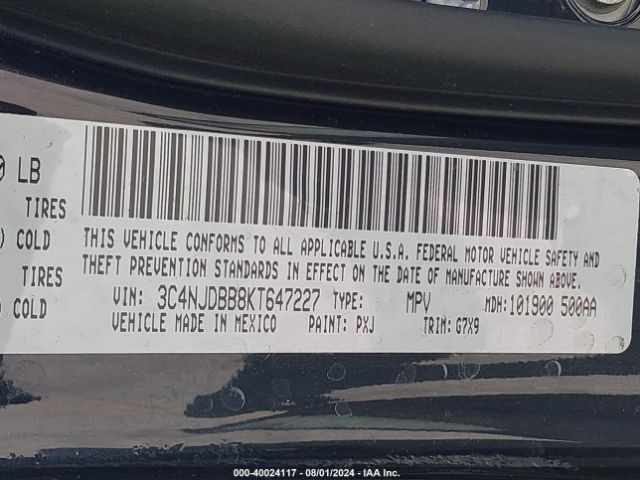 0 LB
TIRES
) COLD
TIRES
) COLD
THIS VEHICLE CONFORMS TO ALL APPLICABLE U.S.A. FEDERAL MOTOR VEHICLE SAFETY AND
THEFT PREVENTION STANDARDS IN EFFECT ON THE DATE OF MANUFACTURE SHOWN ABOVE.
VIN: 3C4NJDBB8KT647227 TYPE: MPV MDH:101900 500AA
VEHICLE MADE IN MEXICO PAINT: PXJ TRIM: G7X9
000-40024117 - 08/01/2024 - IAA Inc.